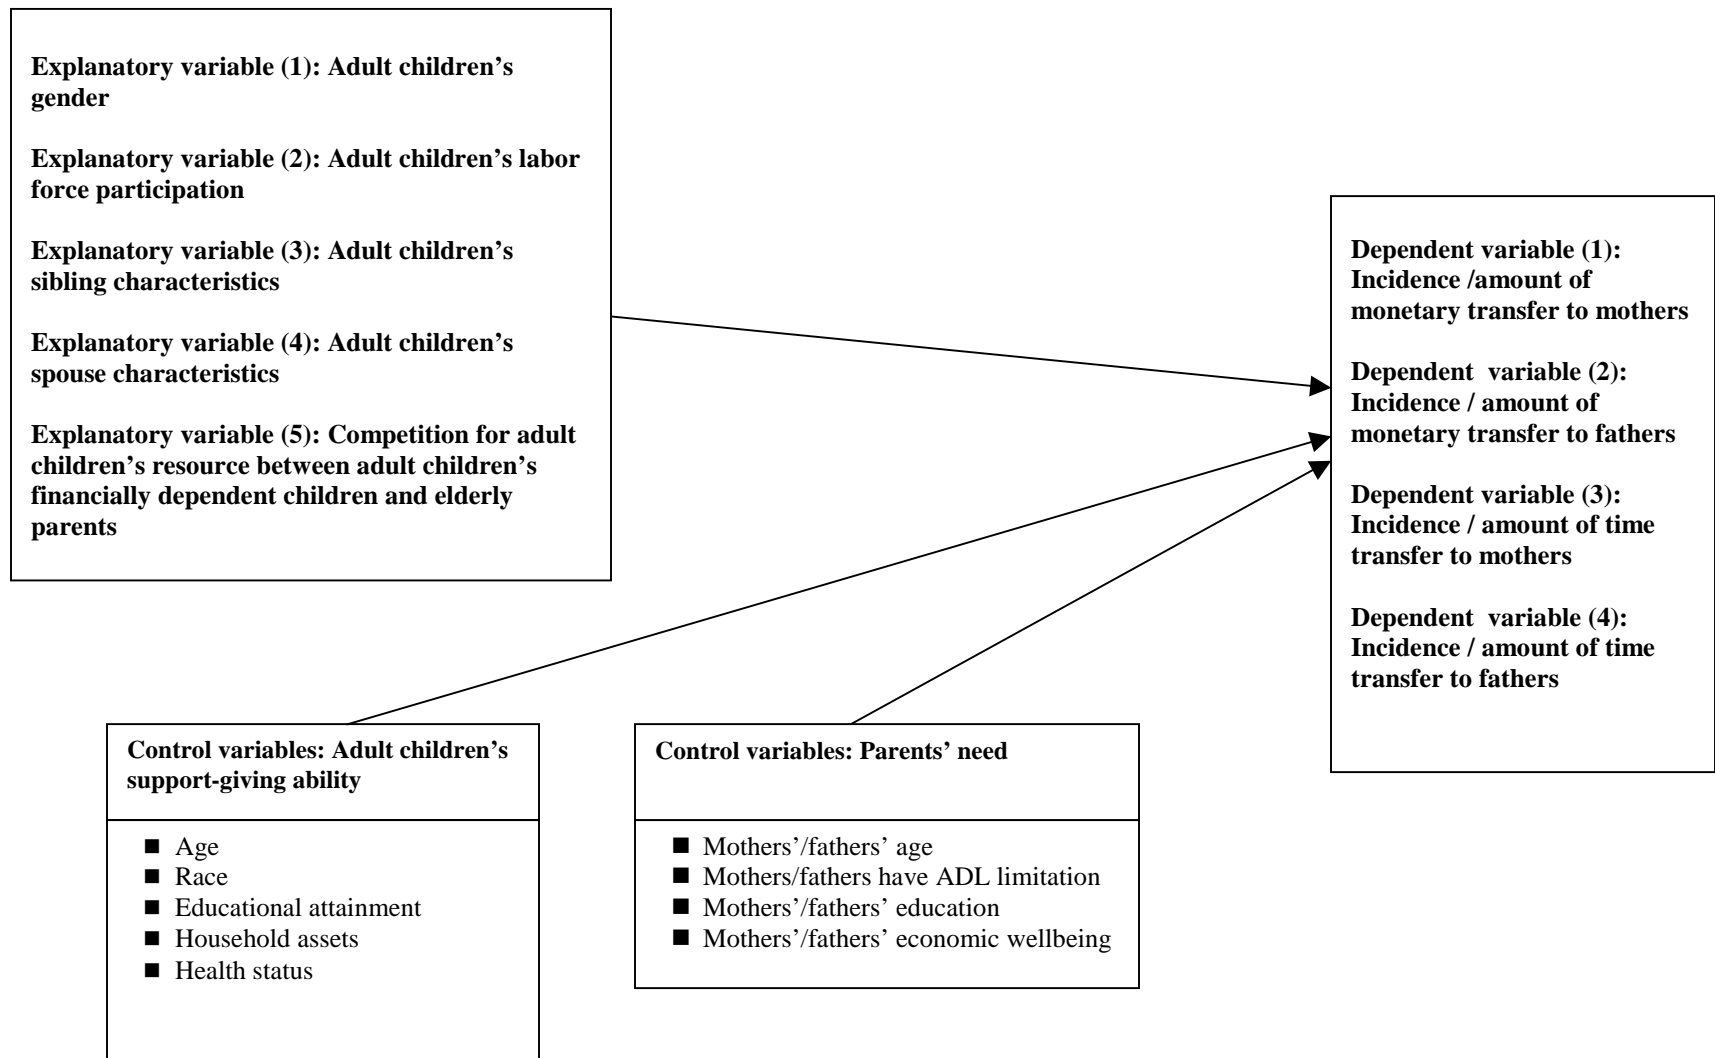 Explanatory variable (1): Adult children’s
gender
Explanatory variable (2): Adult children’s labor
force participation
Explanatory variable (3): Adult children’s
sibling characteristics
Explanatory variable (4): Adult children’s
spouse characteristics
Explanatory variable (5): Competition for adult
children’s resource between adult children’s
financially dependent children and elderly
parents
Dependent variable (1):
Incidence /amount of
monetary transfer to mothers
Dependent  variable (2):
Incidence / amount of
monetary transfer to fathers
Dependent variable (3):
Incidence / amount of time
transfer to mothers
Dependent  variable (4):
Incidence / amount of time
transfer to fathers
Control variables: Adult children’s
support-giving ability
■ Age
■ Race
■ Educational attainment
■ Household assets
■ Health status
Control variables: Parents’ need
■ Mothers’/fathers’ age
■ Mothers/fathers have ADL limitation
■ Mothers’/fathers’ education
■ Mothers’/fathers’ economic wellbeing